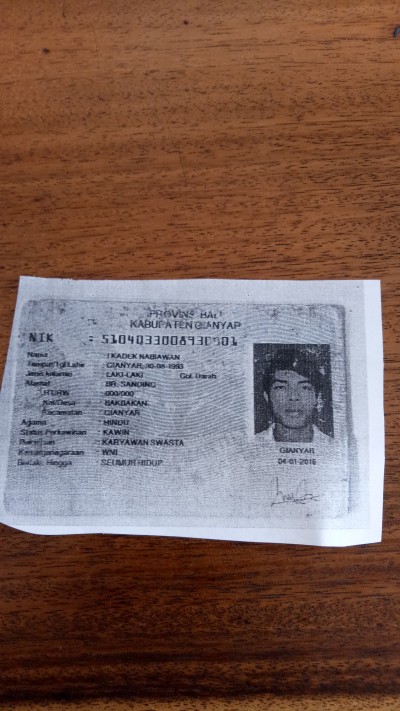 PROVINSI BALI
KABUPATEN GIANYAR
NIK :
Nama : I KADEK NABIAWAN
Tempat/Tgl Lahir : GIANYAR, 30-08-1993
Jenis Kelamin : LAKI-LAKI Gol. Darah
Alamat : BR. SANDING
RT/RW : 000/000
Kel/Desa : BAKBAKAN
Kecamatan : GIANYAR
Agama : HINDU
Status Perkawinan : KAWIN
Pekerjaan : KARYAWAN SWASTA
Kewarganegaraan : WNI
Berlaku Hingga : SEUMUR HIDUP
GIANYAR
04-01-2016